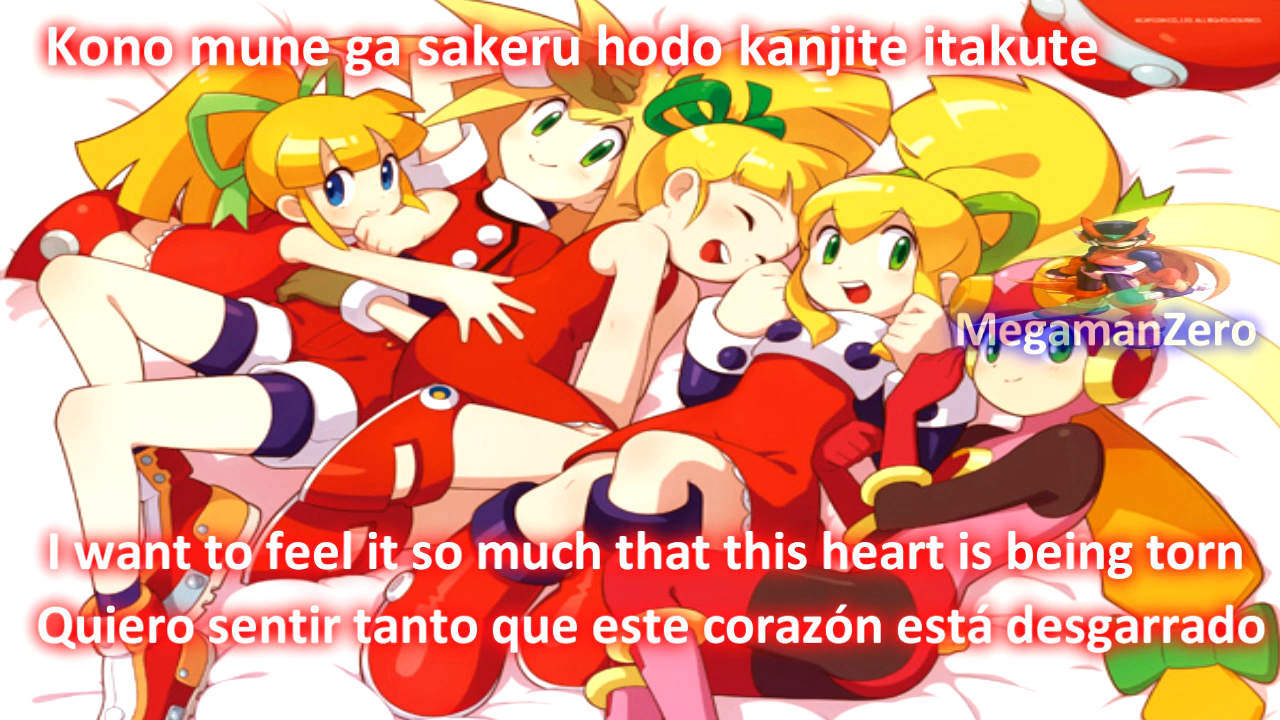 Kono mune ga sakeru hodo kanjite itakute
MegamanZero
I want to feel it so much that this heart is being torn
Quiero sentir tanto que este corazón está desgarrado